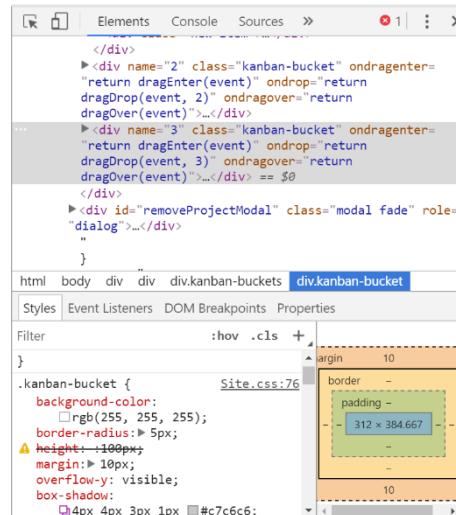 Elements Console Sources » 1
</div>
▶<div name="2" class="kanban-bucket" ondragenter=
"return dragEnter(event)" ondrop="return
dragDrop(event, 2)" ondragover="return
dragOver(event)">…</div>
… ▶<div name="3" class="kanban-bucket" ondragenter=
"return dragEnter(event)" ondrop="return
dragDrop(event, 3)" ondragover="return
dragOver(event)">…</div> == $0
</div>
▶<div id="removeProjectModal" class="modal fade" role=
"dialog">…</div>
"
}
html body div div div.kanban-buckets div.kanban-bucket
Styles Event Listeners DOM Breakpoints Properties
Filter :hov .cls +
}
.kanban-bucket { Site.css:76
background-color:
rgb(255, 255, 255);
border-radius:▶ 5px;
height: :100px;
margin:▶ 10px;
overflow-y: visible;
box-shadow:
4px 4px 3px 1px #c7c6c6;
argin 10
border –
padding –
– – 312 × 384.667 – –
–
–
10